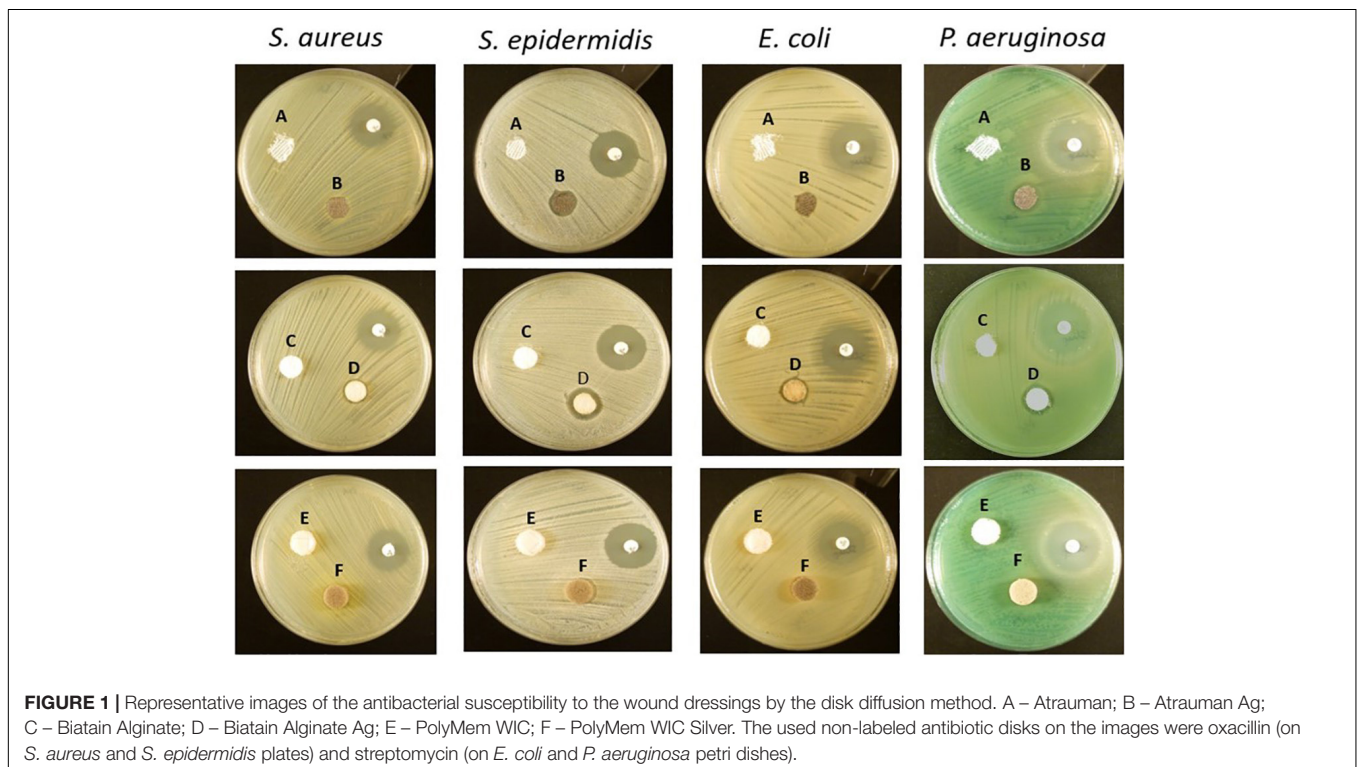 S. aureus S. epidermidis E. coli P. aeruginosa
A A A A
B B B B
C C C C
D D D D
E E E E
F F F F
FIGURE 1 | Representative images of the antibacterial susceptibility to the wound dressings by the disk diffusion method. A – Atrauman; B – Atrauman Ag;
C – Biatain Alginate; D – Biatain Alginate Ag; E – PolyMem WIC; F – PolyMem WIC Silver. The used non-labeled antibiotic disks on the images were oxacillin (on
S. aureus and S. epidermidis plates) and streptomycin (on E. coli and P. aeruginosa petri dishes).